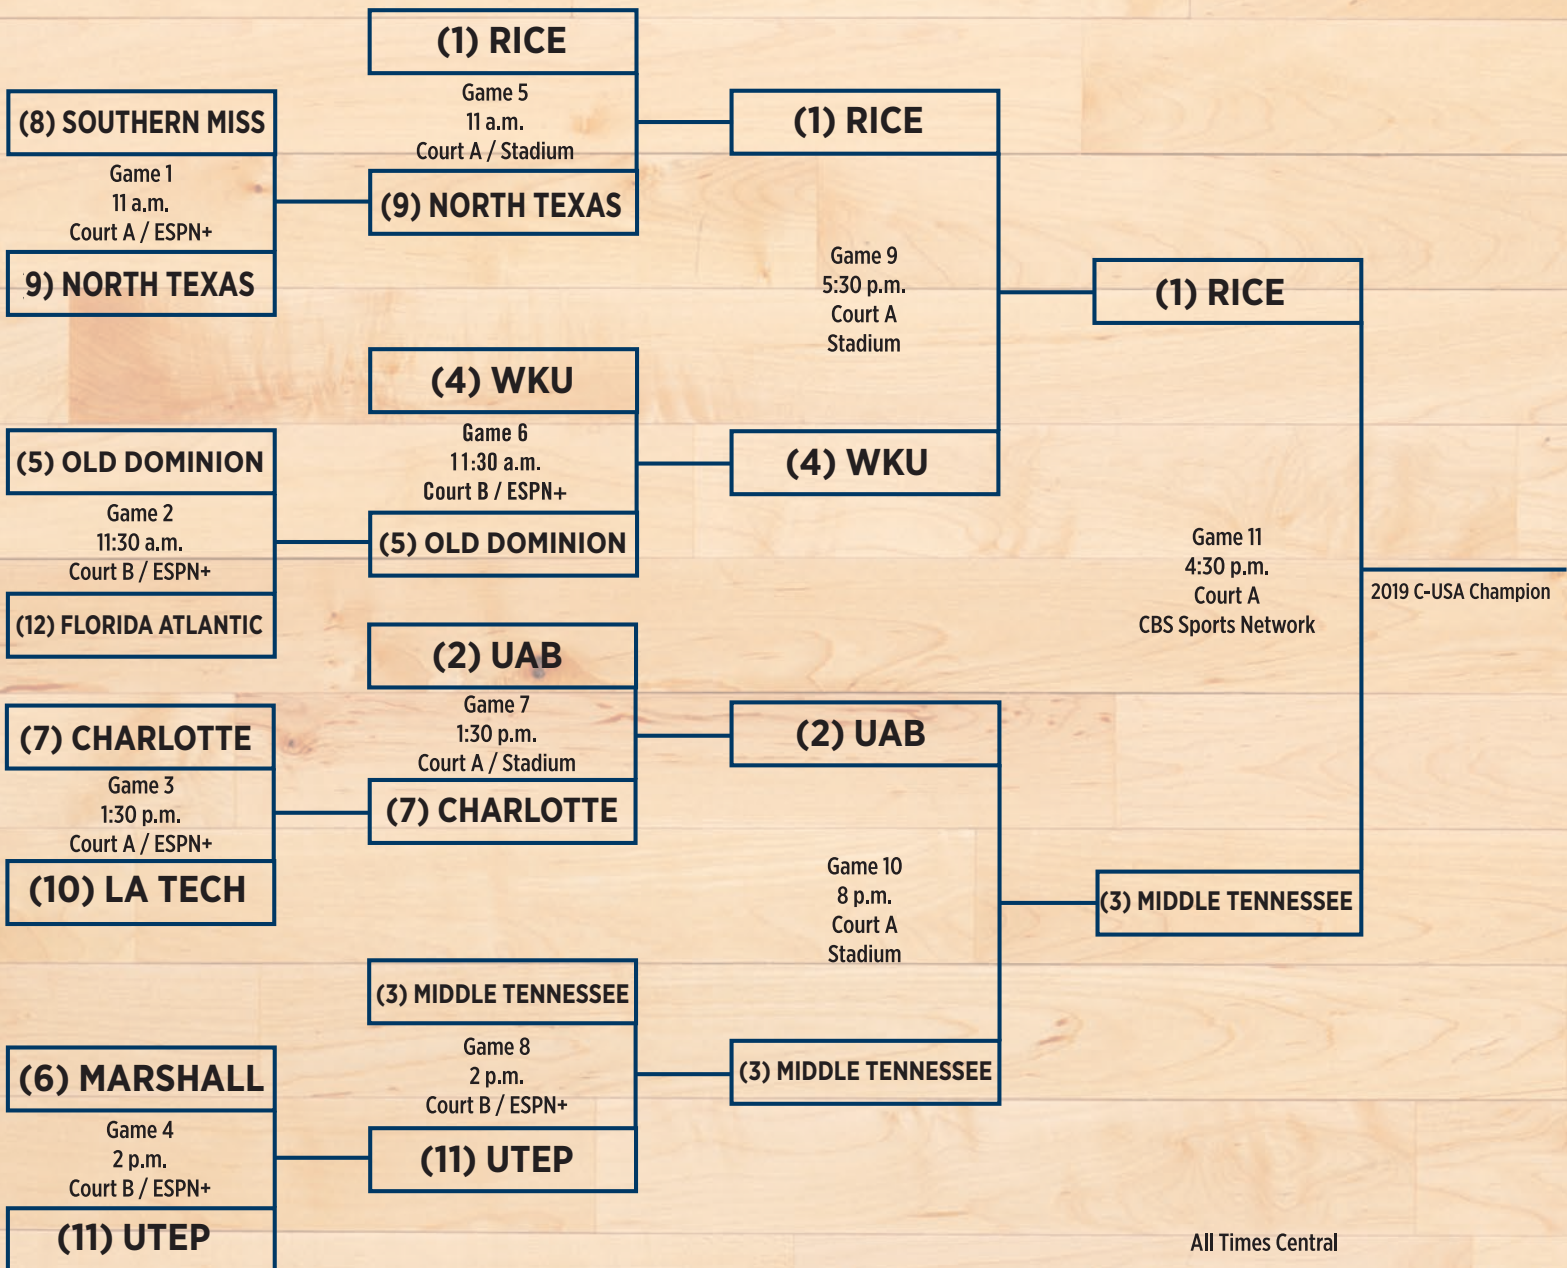 (1) RICE
Game 5
11 a.m.
Court A / Stadium
(9) NORTH TEXAS
(8) SOUTHERN MISS
Game 1
11 a.m.
Court A / ESPN+
9) NORTH TEXAS
(1) RICE
Game 9
5:30 p.m.
Court A
Stadium
(4) WKU
(1) RICE
(4) WKU
Game 6
11:30 a.m.
Court B / ESPN+
(5) OLD DOMINION
(5) OLD DOMINION
Game 2
11:30 a.m.
Court B / ESPN+
(12) FLORIDA ATLANTIC
Game 11
4:30 p.m.
Court A
CBS Sports Network
2019 C-USA Champion
(2) UAB
Game 7
1:30 p.m.
Court A / Stadium
(7) CHARLOTTE
(7) CHARLOTTE
Game 3
1:30 p.m.
Court A / ESPN+
(10) LA TECH
(2) UAB
Game 10
8 p.m.
Court A
Stadium
(3) MIDDLE TENNESSEE
(3) MIDDLE TENNESSEE
(3) MIDDLE TENNESSEE
Game 8
2 p.m.
Court B / ESPN+
(11) UTEP
(6) MARSHALL
Game 4
2 p.m.
Court B / ESPN+
(11) UTEP
All Times Central